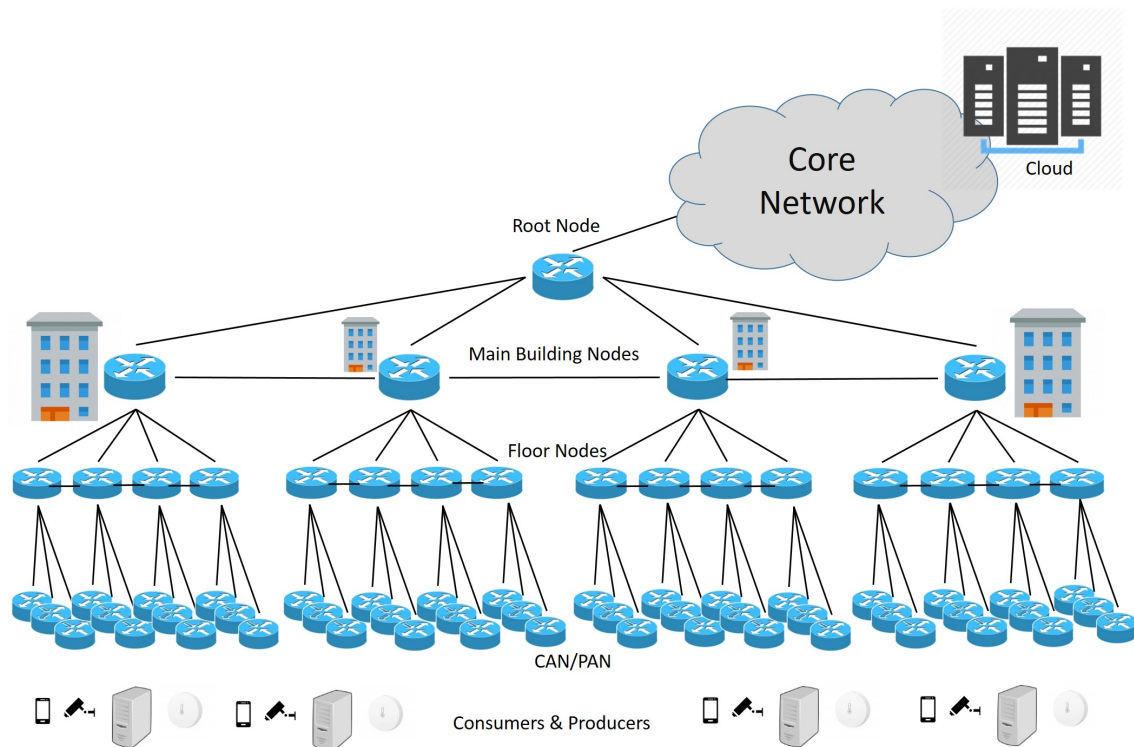 Core
Network
Cloud
Root Node
Main Building Nodes
Floor Nodes
CAN/PAN
Consumers & Producers